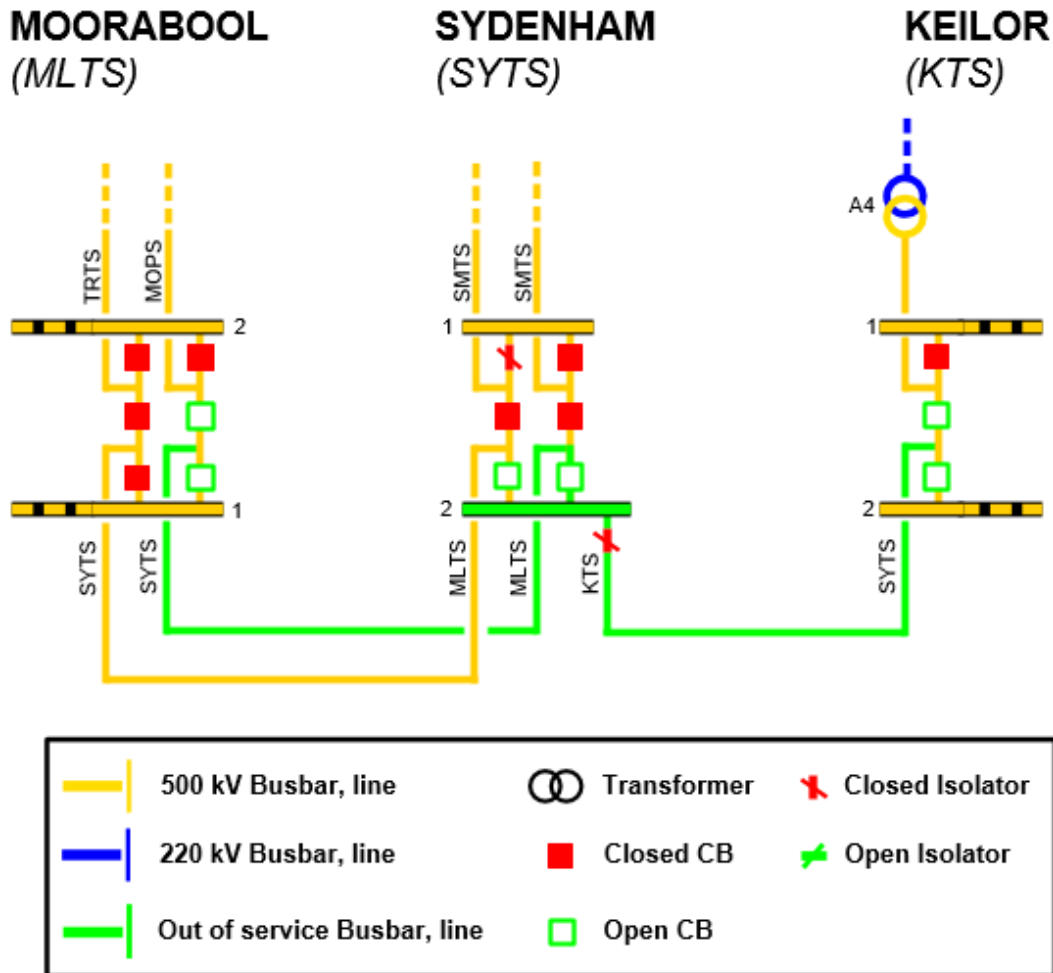 MOORABOOL
(MLTS)
SYDENHAM
(SYTS)
KEILOR
(KTS)
A4
TRTS
MOPS
SMTS
SMTS
2
1
1
1
2
2
SYTS
SYTS
MLTS
MLTS
KTS
SYTS
500 kV Busbar, line
Transformer
Closed Isolator
220 kV Busbar, line
Closed CB
Open Isolator
Out of service Busbar, line
Open CB